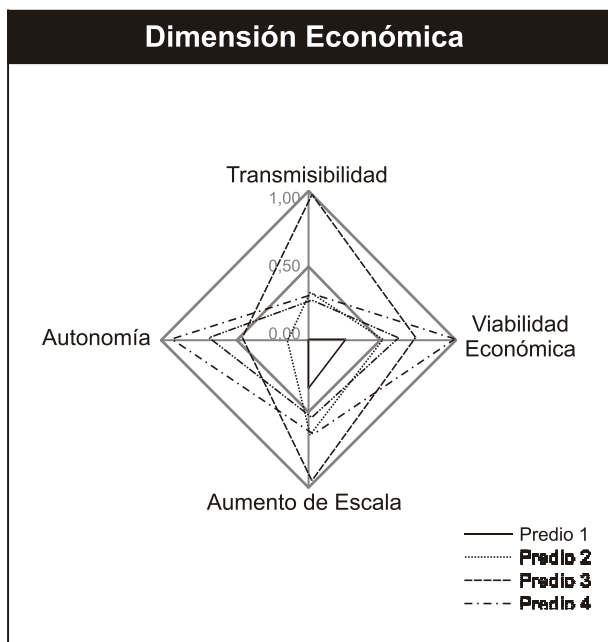 Dimensión Económica
Transmisibilidad
1,00
0,50
0,00
Autonomía
Viabilidad
Económica
Aumento de Escala
Predio 1
Predio 2
Predio 3
Predio 4